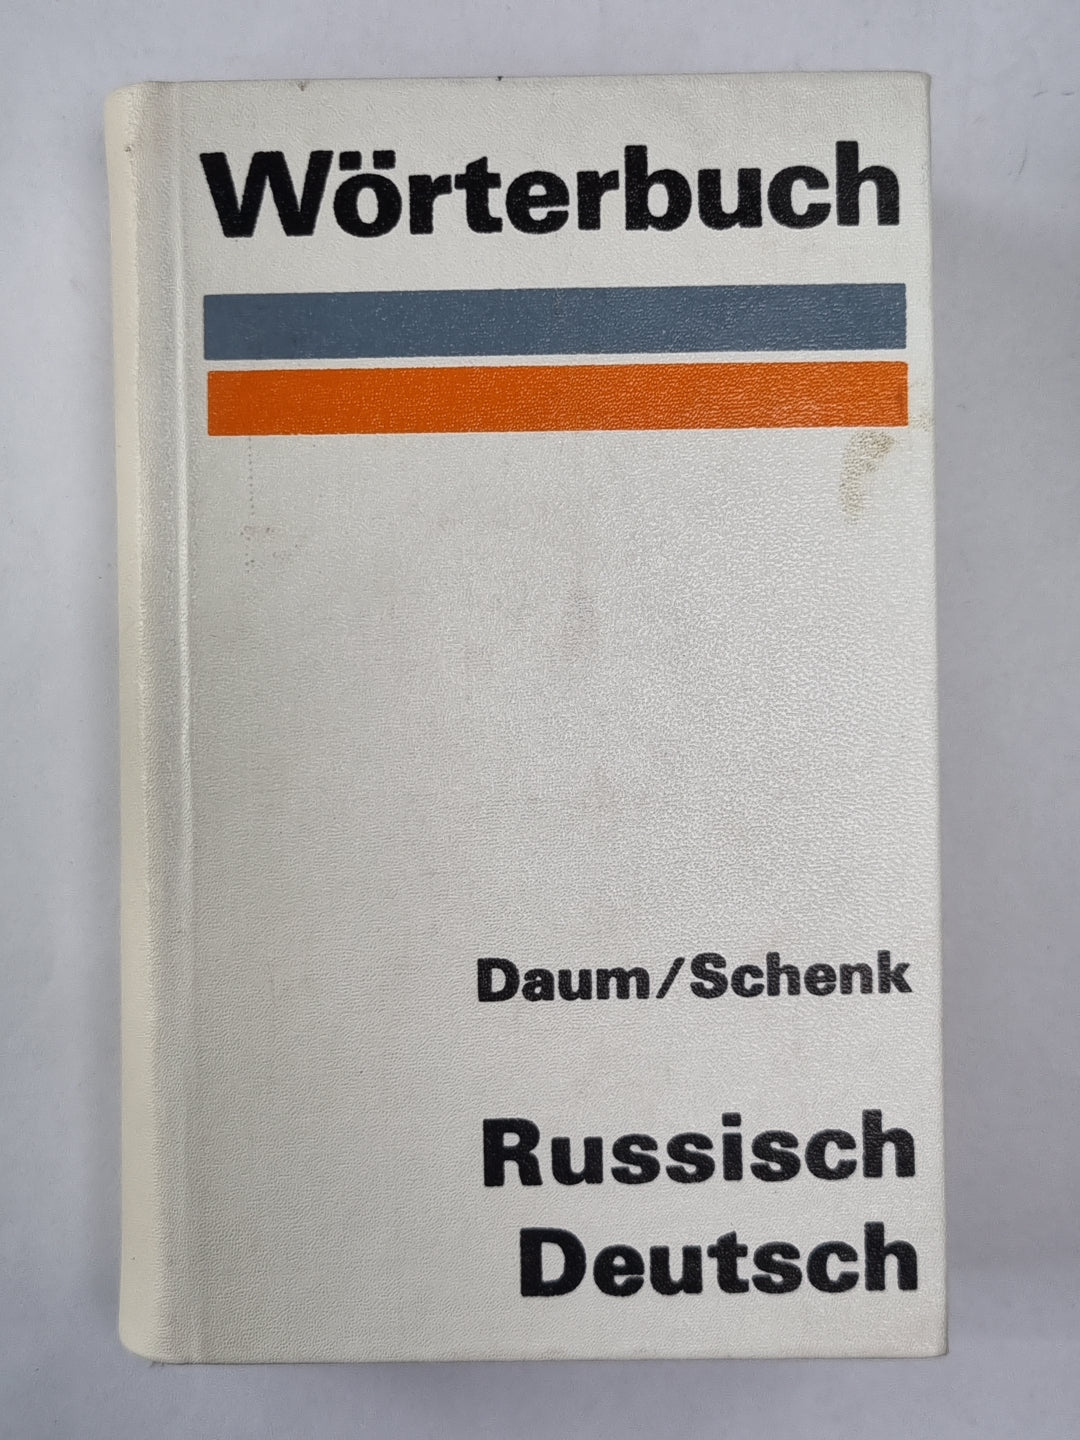 Wörterbuch
Daum/Schenk
Russisch
Deutsch